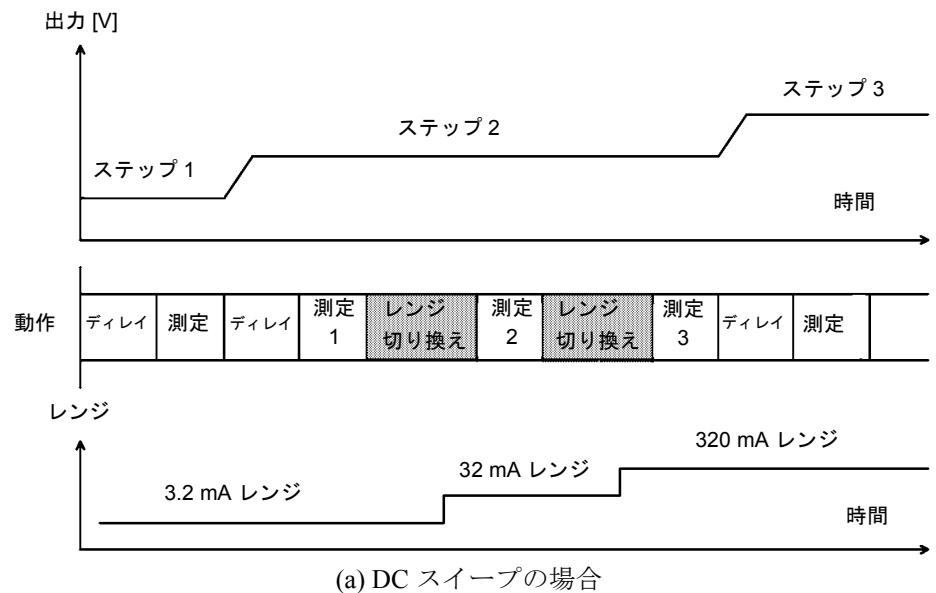 出力 [V]
ステップ 3
ステップ 2
ステップ 1
時間
動作
ディレイ
測定
ディレイ
測定
1
レンジ
切り換え
測定
2
レンジ
切り換え
測定
3
ディレイ
測定
レンジ
320 mA レンジ
32 mA レンジ
3.2 mA レンジ
時間
(a) DC スイープの場合